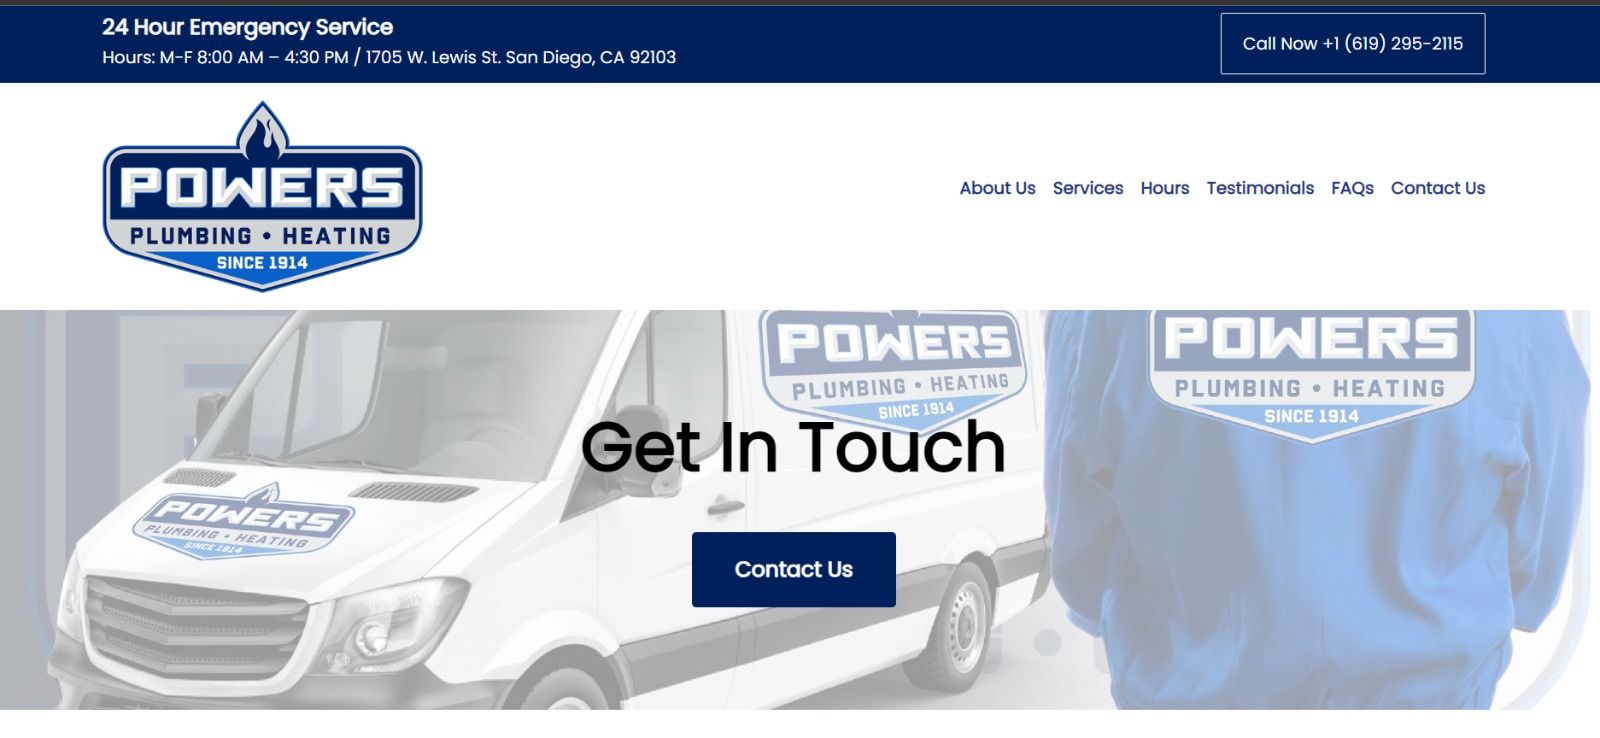 24 Hour Emergency Service
Hours: M-F 8:00 AM – 4:30 PM / 1705 W. Lewis St. San Diego, CA 92103
Call Now +1 (619) 295-2115
POWERS
PLUMBING • HEATING
SINCE 1914
About Us Services Hours Testimonials FAQs Contact Us
POWERS
PLUMBING • HEATING
SINCE 1914
POWERS
PLUMBING • HEATING
SINCE 1914
Get In Touch
POWERS
PLUMBING • HEATING
SINCE 1914
Contact Us